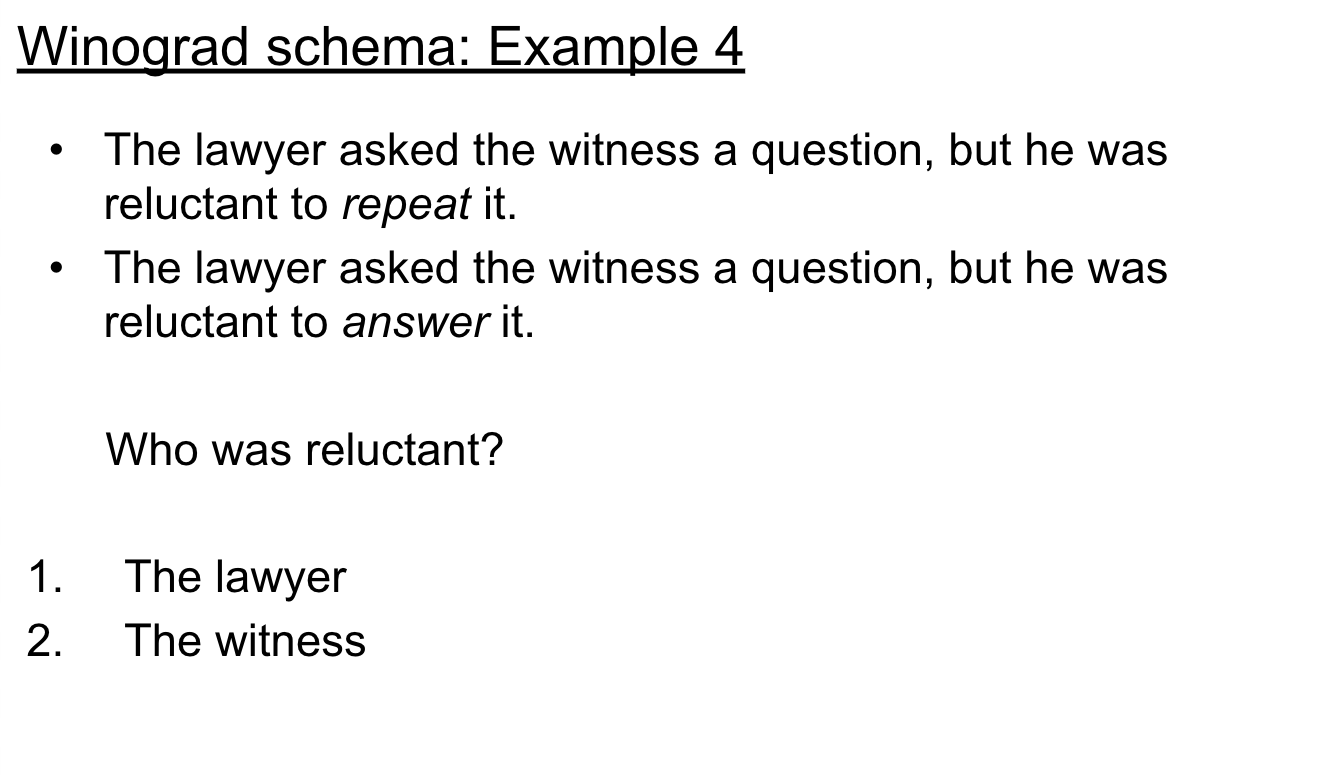 Winograd schema: Example 4
• The lawyer asked the witness a question, but he was
reluctant to repeat it.
• The lawyer asked the witness a question, but he was
reluctant to answer it.
Who was reluctant?
1. The lawyer
2. The witness